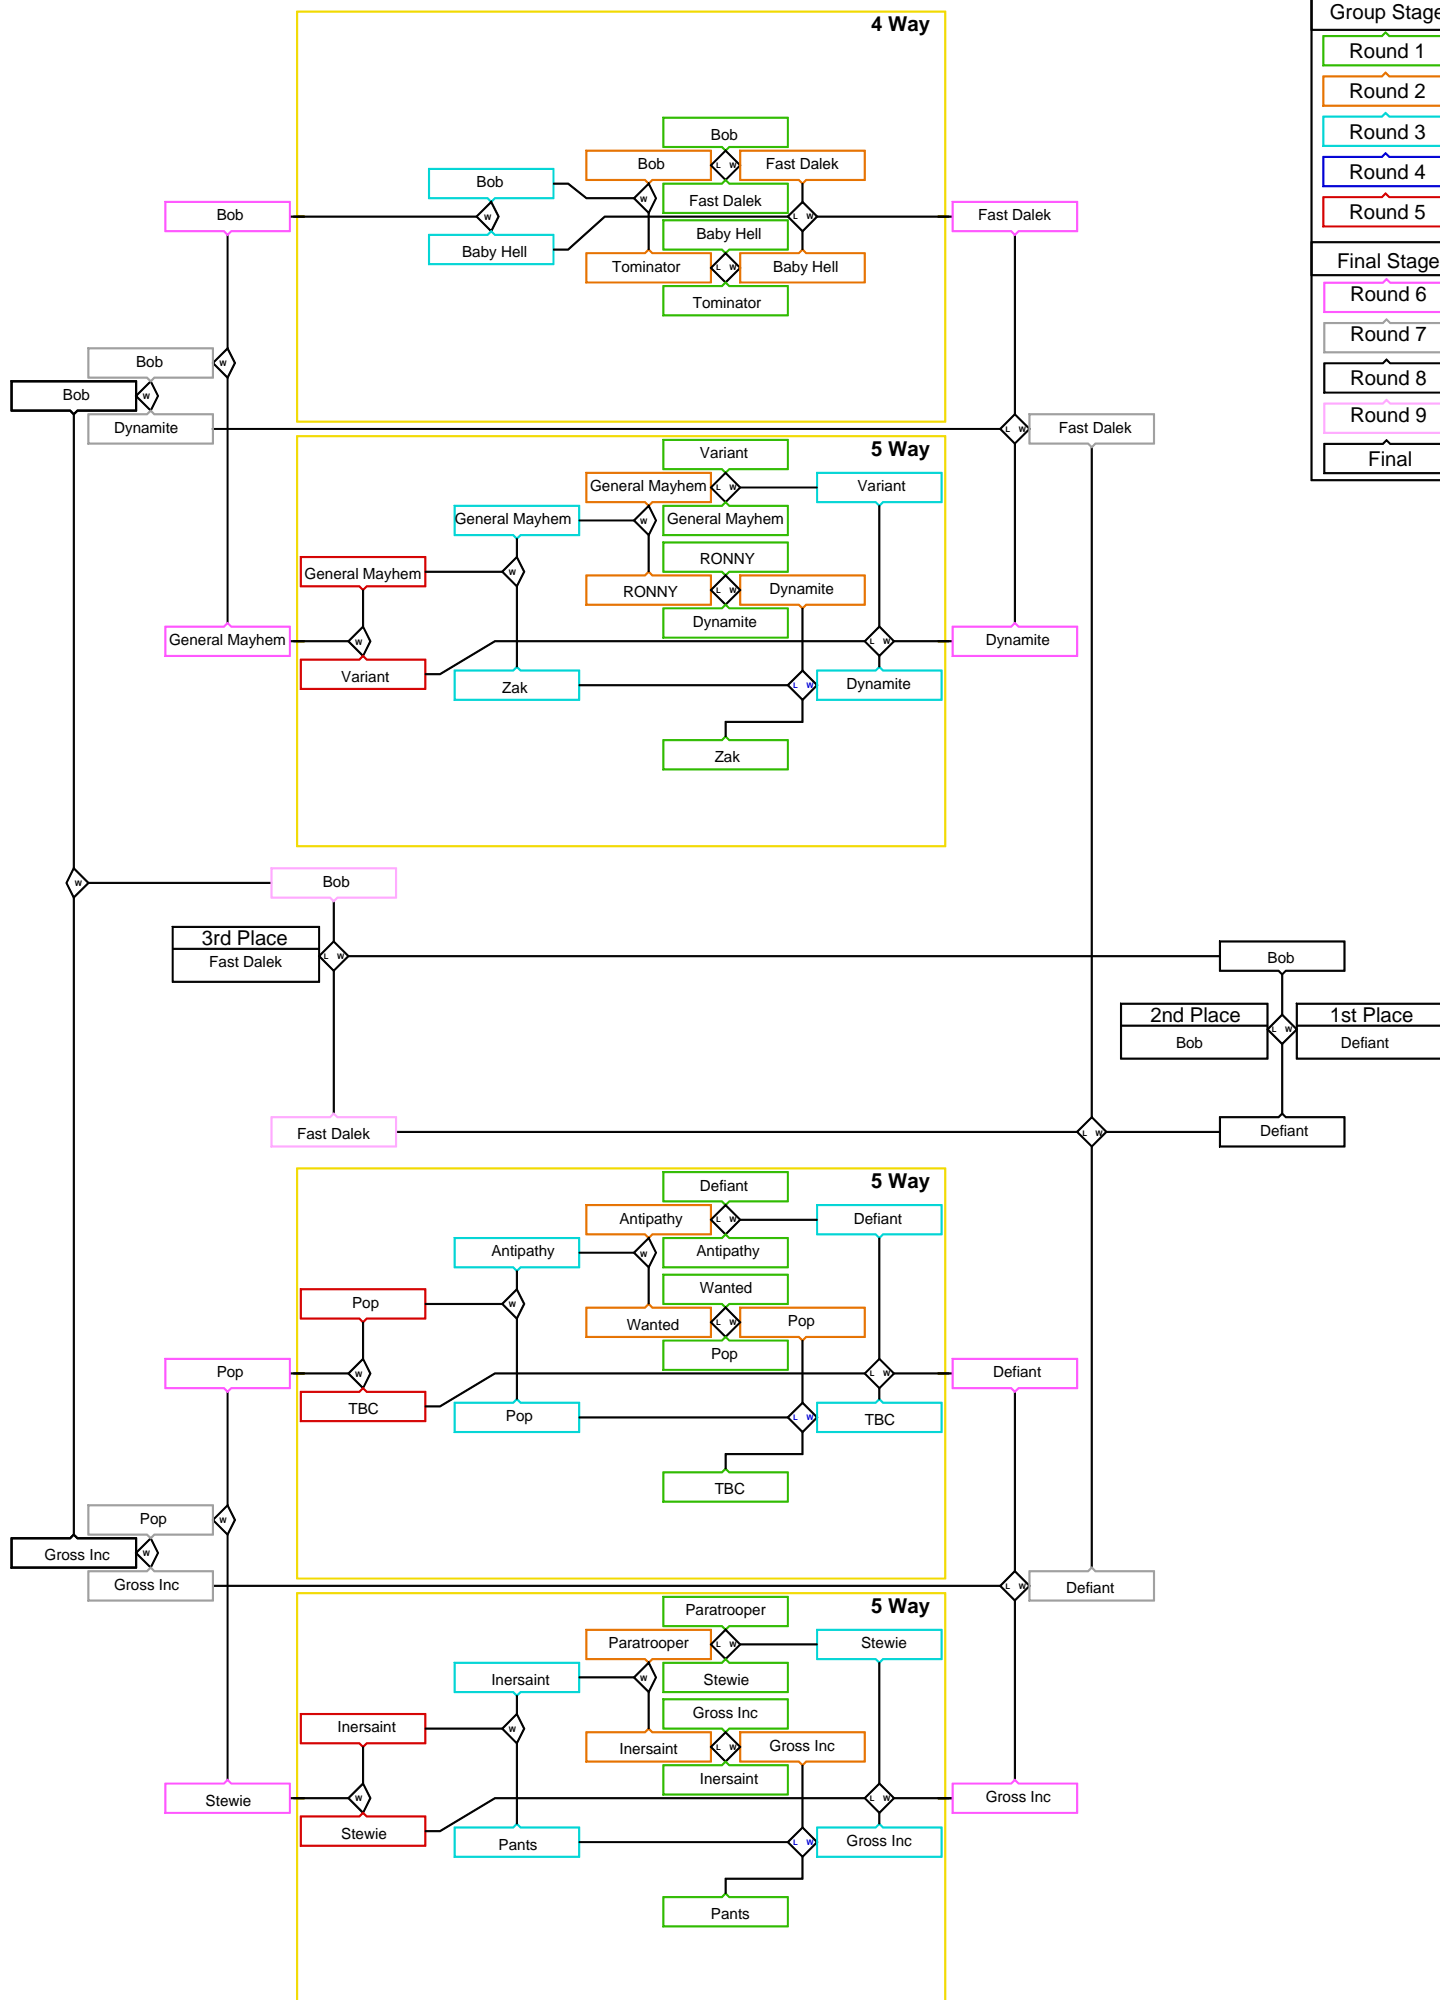 4 Way
Group Stage
Round 1
Round 2
Round 3
Round 4
Round 5
Final Stage
Round 6
Round 7
Round 8
Round 9
Final
Bob
Bob
L W
Fast Dalek
Bob
W
Fast Dalek
Bob
W
L W
Fast Dalek
Baby Hell
Baby Hell
Tominator
L W
Baby Hell
Tominator
Bob
W
Bob
W
Dynamite
L W
Fast Dalek
5 Way
Variant
General Mayhem
L W
Variant
General Mayhem
W
General Mayhem
RONNY
General Mayhem
W
RONNY
L W
Dynamite
Dynamite
General Mayhem
W
L W
Dynamite
Variant
Zak
L W
Dynamite
Zak
W
Bob
3rd Place
Fast Dalek
L W
Bob
2nd Place
Bob
L W
1st Place
Defiant
Fast Dalek
L W
Defiant
5 Way
Defiant
Antipathy
L W
Defiant
Antipathy
W
Antipathy
Wanted
Pop
W
Wanted
L W
Pop
Pop
Pop
W
L W
Defiant
TBC
Pop
L W
TBC
TBC
Pop
W
Gross Inc
W
Gross Inc
L W
Defiant
5 Way
Paratrooper
Paratrooper
L W
Stewie
Inersaint
W
Stewie
Gross Inc
Inersaint
W
Inersaint
L W
Gross Inc
Inersaint
Stewie
W
L W
Gross Inc
Stewie
Pants
L W
Gross Inc
Pants